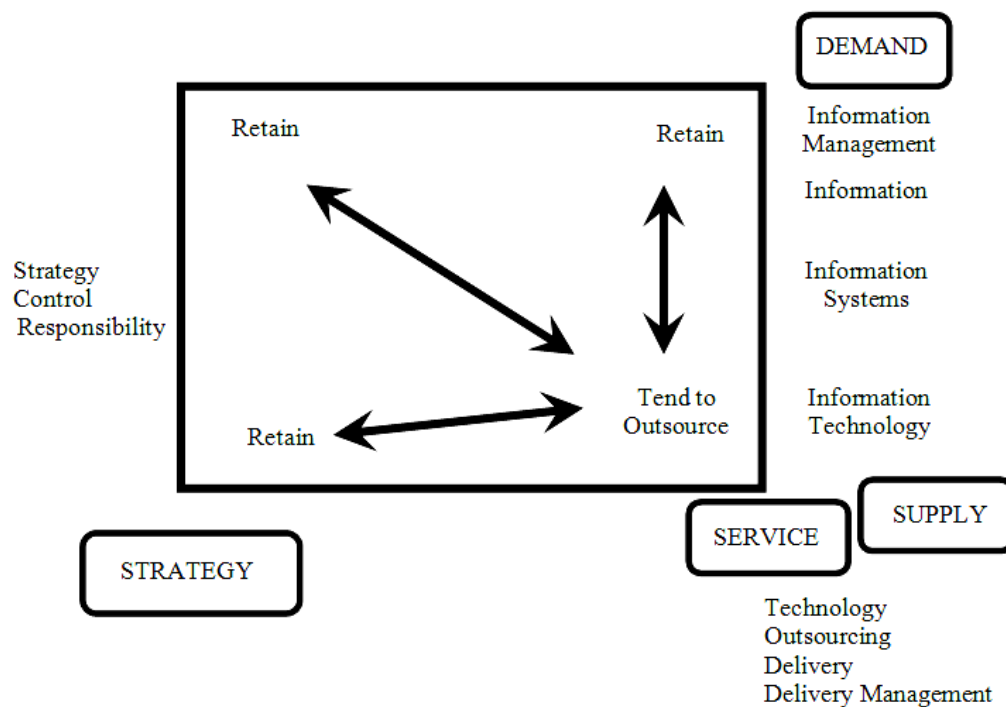 DEMAND
Retain
Retain
Information
Management
Information
Strategy
Control
Responsibility
Information
Systems
Tend to
Outsource
Retain
Information
Technology
SUPPLY
SERVICE
STRATEGY
Technology
Outsourcing
Delivery
Delivery Management